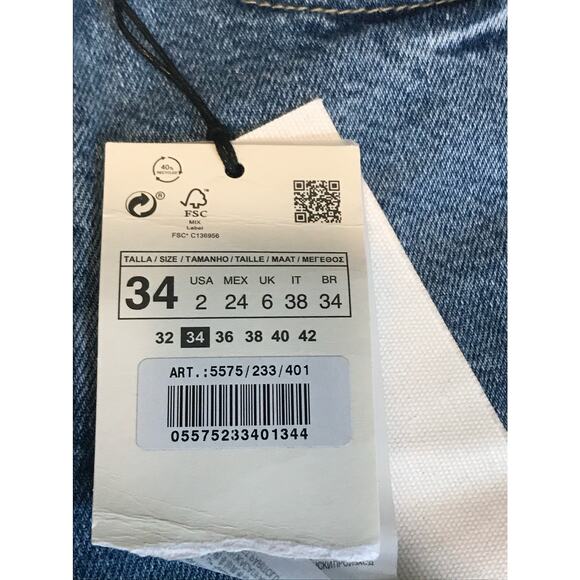 40%
RECYCLED
®
™
FSC
MIX
Label
FSC® C136956
TALLA / SIZE / TAMANHO / TAILLE / MAAT / ΜΕΓΕΘΟΣ
34 USA MEX UK IT BR
2 24 6 38 34
32 34 36 38 40 42
ART.:5575/233/401
05575233401344